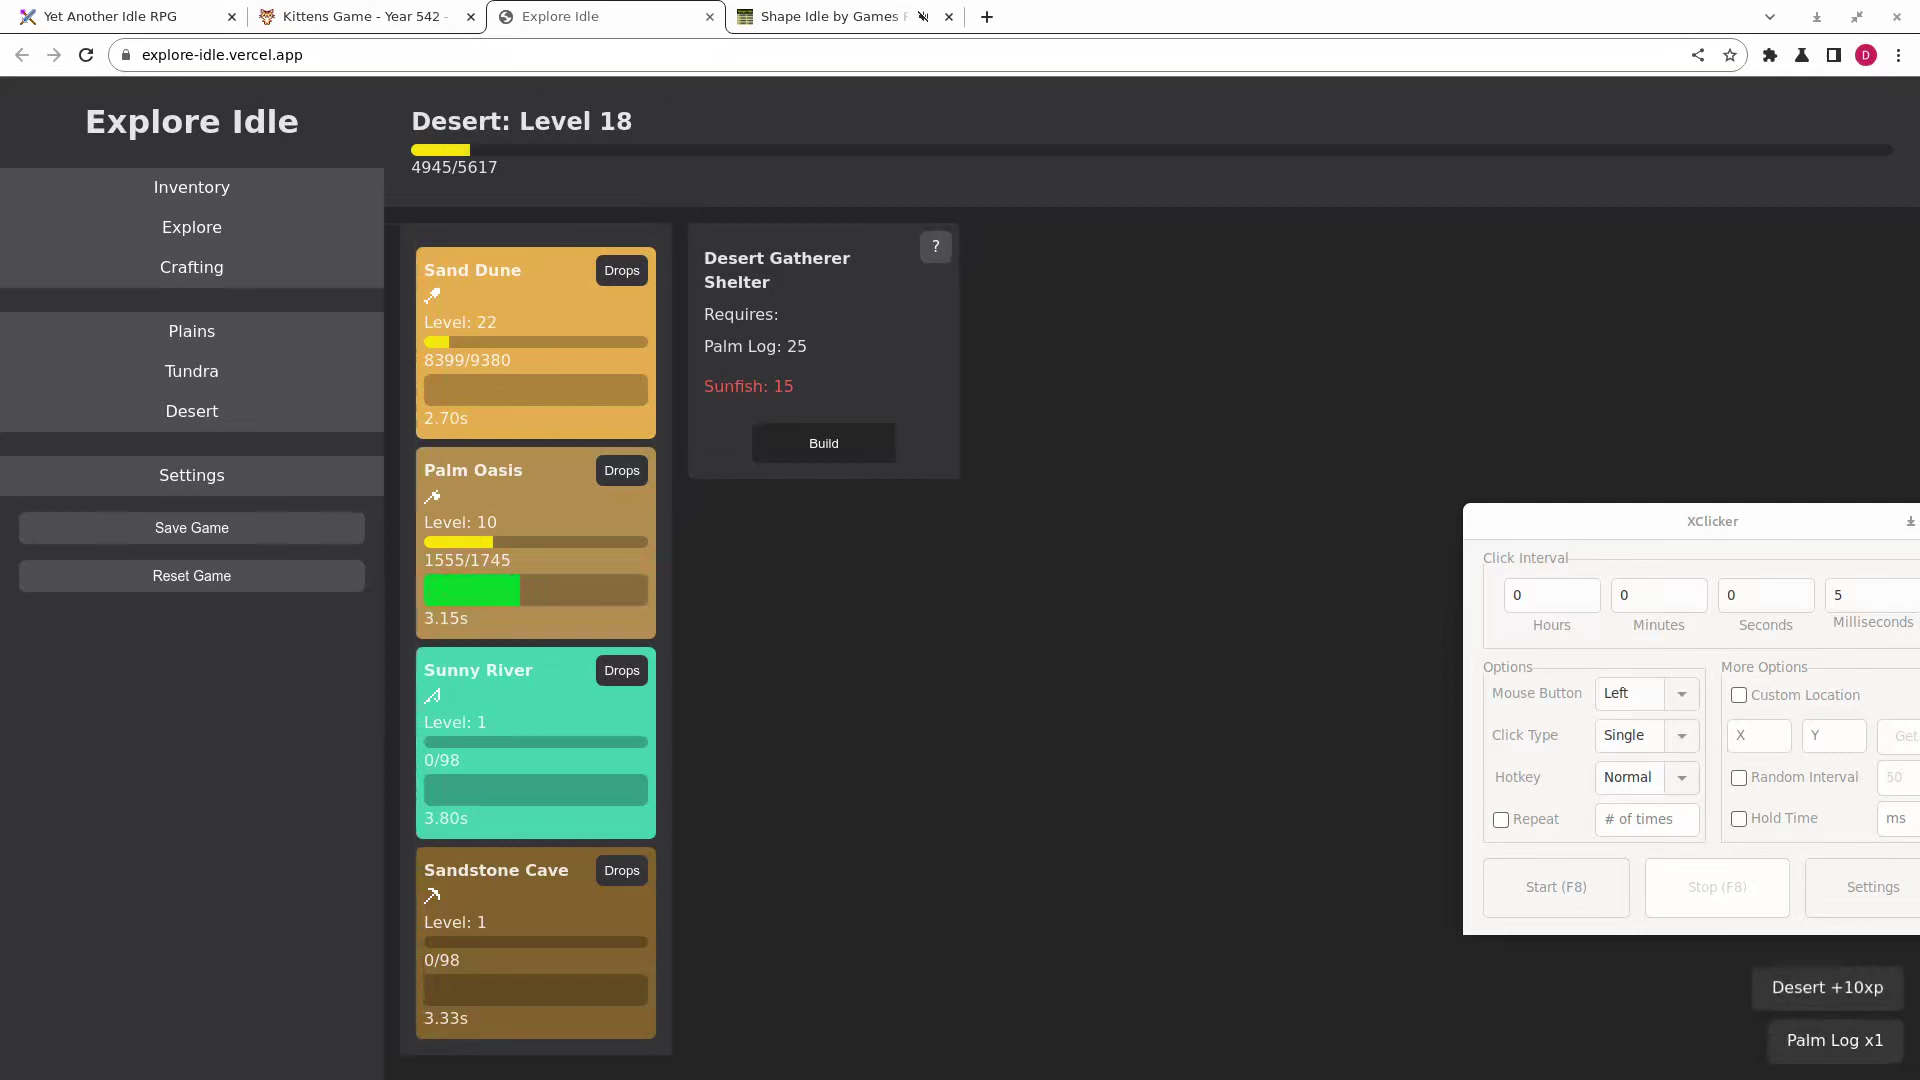 Yet Another Idle RPG
Kittens Game - Year 542 -
Explore Idle
Shape Idle by Games
explore-idle.vercel.app
D
Explore Idle
Inventory
Explore
Crafting
Plains
Tundra
Desert
Settings
Save Game
Reset Game
Desert: Level 18
4945/5617
Sand Dune
Drops
Level: 22
8399/9380
2.70s
Palm Oasis
Drops
Level: 10
1555/1745
3.15s
Sunny River
Drops
Level: 1
0/98
3.80s
Sandstone Cave
Drops
Level: 1
0/98
3.33s
?
Desert Gatherer
Shelter
Requires:
Palm Log: 25
Sunfish: 15
Build
XClicker
Click Interval
0
0
0
5
Hours
Minutes
Seconds
Milliseconds
Options
Mouse Button
Left
Click Type
Single
Hotkey
Normal
Repeat
# of times
More Options
Custom Location
X
Y
Get
Random Interval
50
Hold Time
ms
Start (F8)
Stop (F8)
Settings
Desert +10xp
Palm Log x1